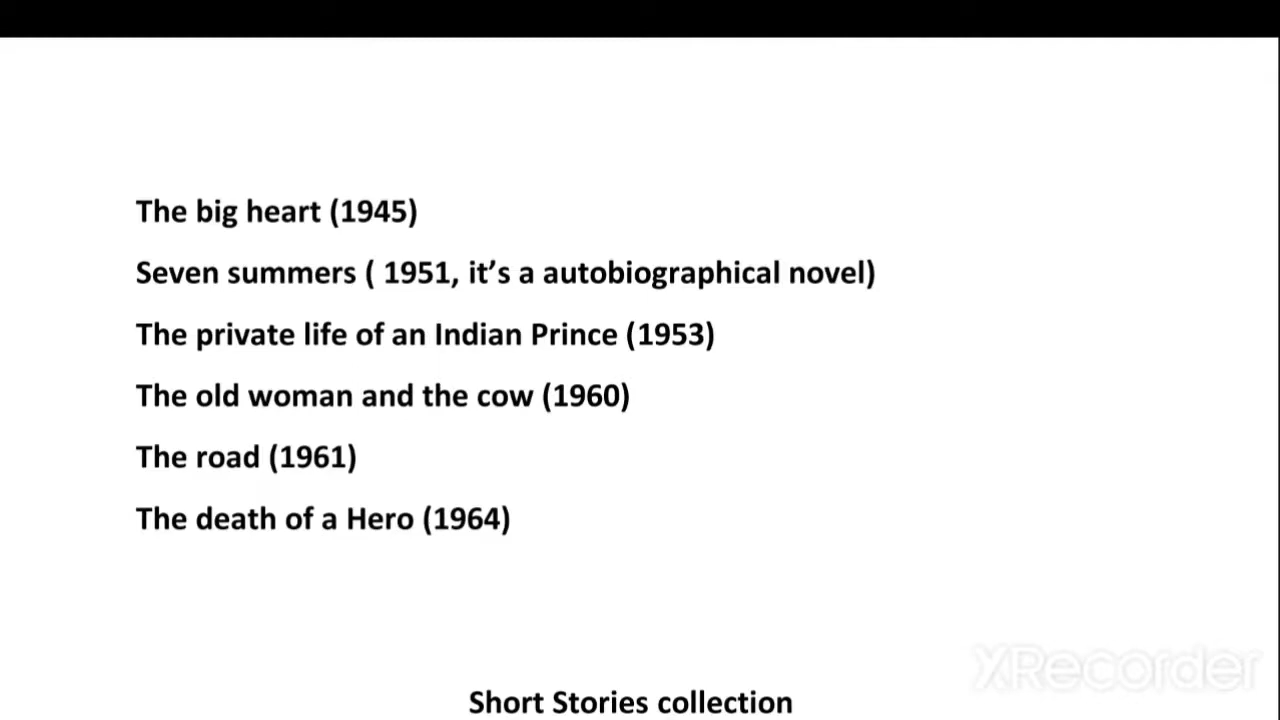 The big heart (1945)
Seven summers ( 1951, it’s a autobiographical novel)
The private life of an Indian Prince (1953)
The old woman and the cow (1960)
The road (1961)
The death of a Hero (1964)
XRecorder
Short Stories collection